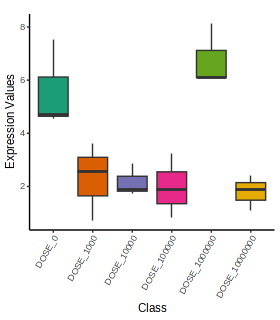 Expression Values
8
6
4
2
DOSE_0
DOSE_1000
DOSE_10000
DOSE_100000
DOSE_1000000
DOSE_10000000
Class